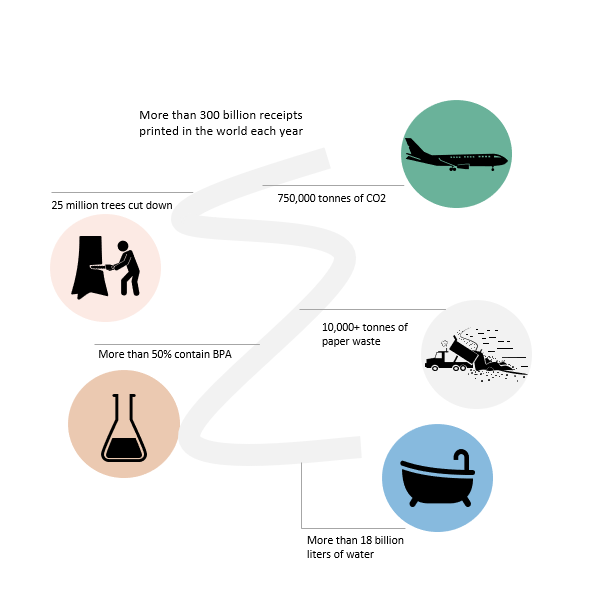 More than 300 billion receipts
printed in the world each year
750,000 tonnes of CO2
25 million trees cut down
10,000+ tonnes of
paper waste
More than 50% contain BPA
More than 18 billion
liters of water